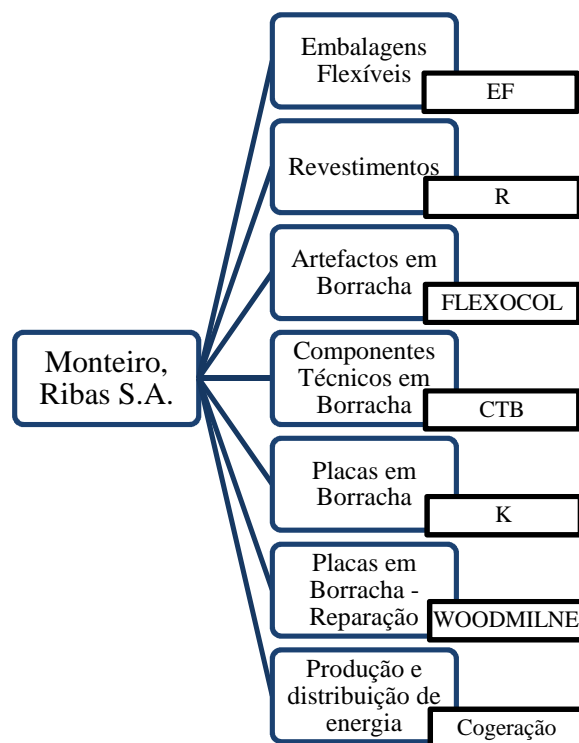 Embalagens
Flexíveis
EF
Revestimentos
R
Artefactos em
Borracha
FLEXOCOL
Monteiro,
Ribas S.A.
Componentes
Técnicos em
Borracha
CTB
Placas em
Borracha
K
Placas em
Borracha -
Reparação
WOODMILNE
Produção e
distribuição de
energia
Cogeração